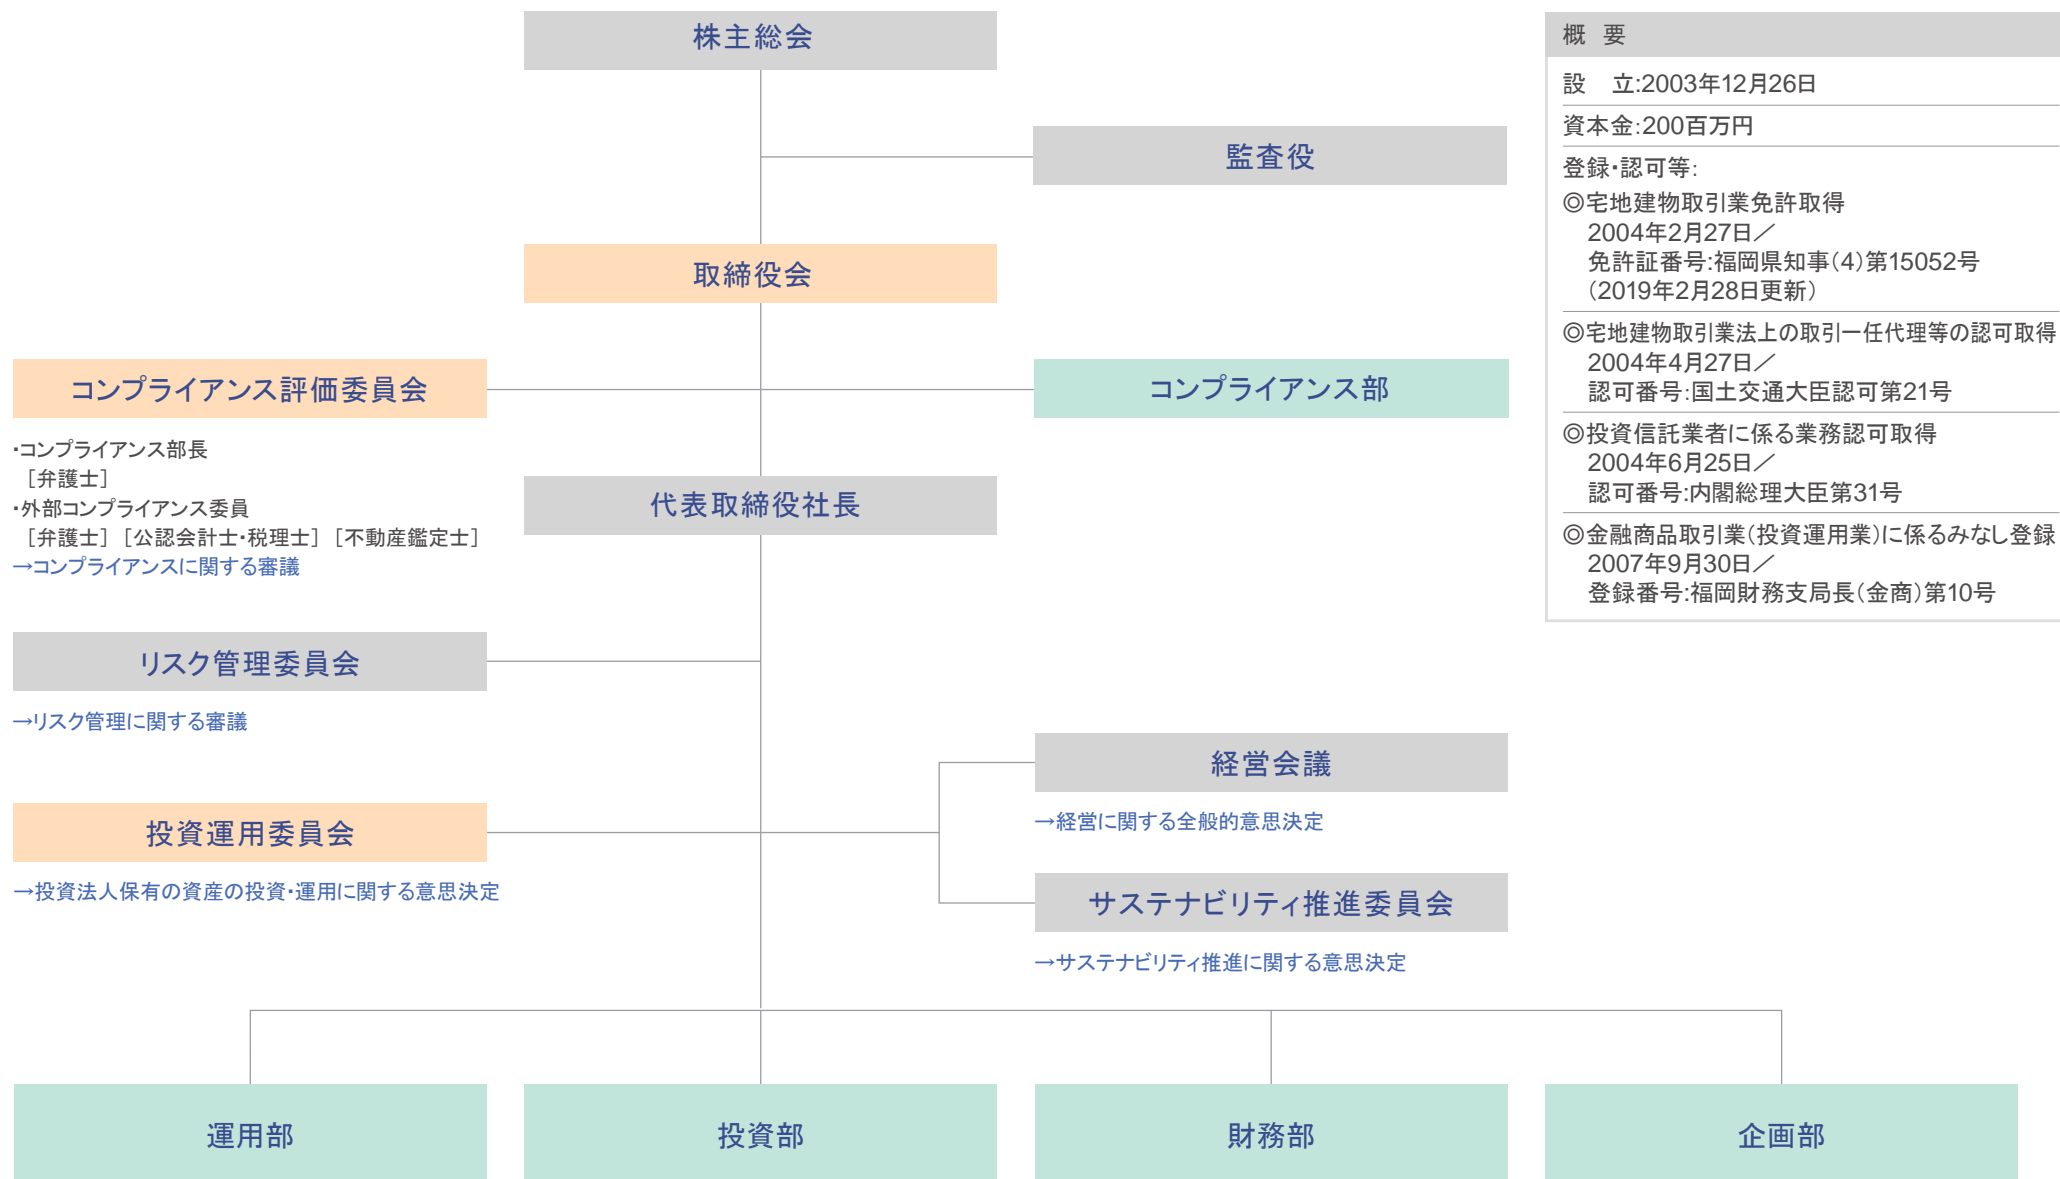 株主総会
監査役
取締役会
コンプライアンス評価委員会
コンプライアンス部
・コンプライアンス部長
［弁護士］
・外部コンプライアンス委員
［弁護士］［公認会計士・税理士］［不動産鑑定士］
→コンプライアンスに関する審議
代表取締役社長
リスク管理委員会
→リスク管理に関する審議
経営会議
→経営に関する全般的意思決定
投資運用委員会
→投資法人保有の資産の投資・運用に関する意思決定
サステナビリティ推進委員会
→サステナビリティ推進に関する意思決定
運用部
投資部
財務部
企画部
概 要
設 立:2003年12月26日
資本金:200百万円
登録・認可等:
◎宅地建物取引業免許取得
2004年2月27日／
免許証番号:福岡県知事（4）第15052号
（2019年2月28日更新）
◎宅地建物取引業法上の取引一任代理等の認可取得
2004年4月27日／
認可番号:国土交通大臣認可第21号
◎投資信託業者に係る業務認可取得
2004年6月25日／
認可番号:内閣総理大臣第31号
◎金融商品取引業（投資運用業）に係るみなし登録
2007年9月30日／
登録番号:福岡財務支局長（金商）第10号